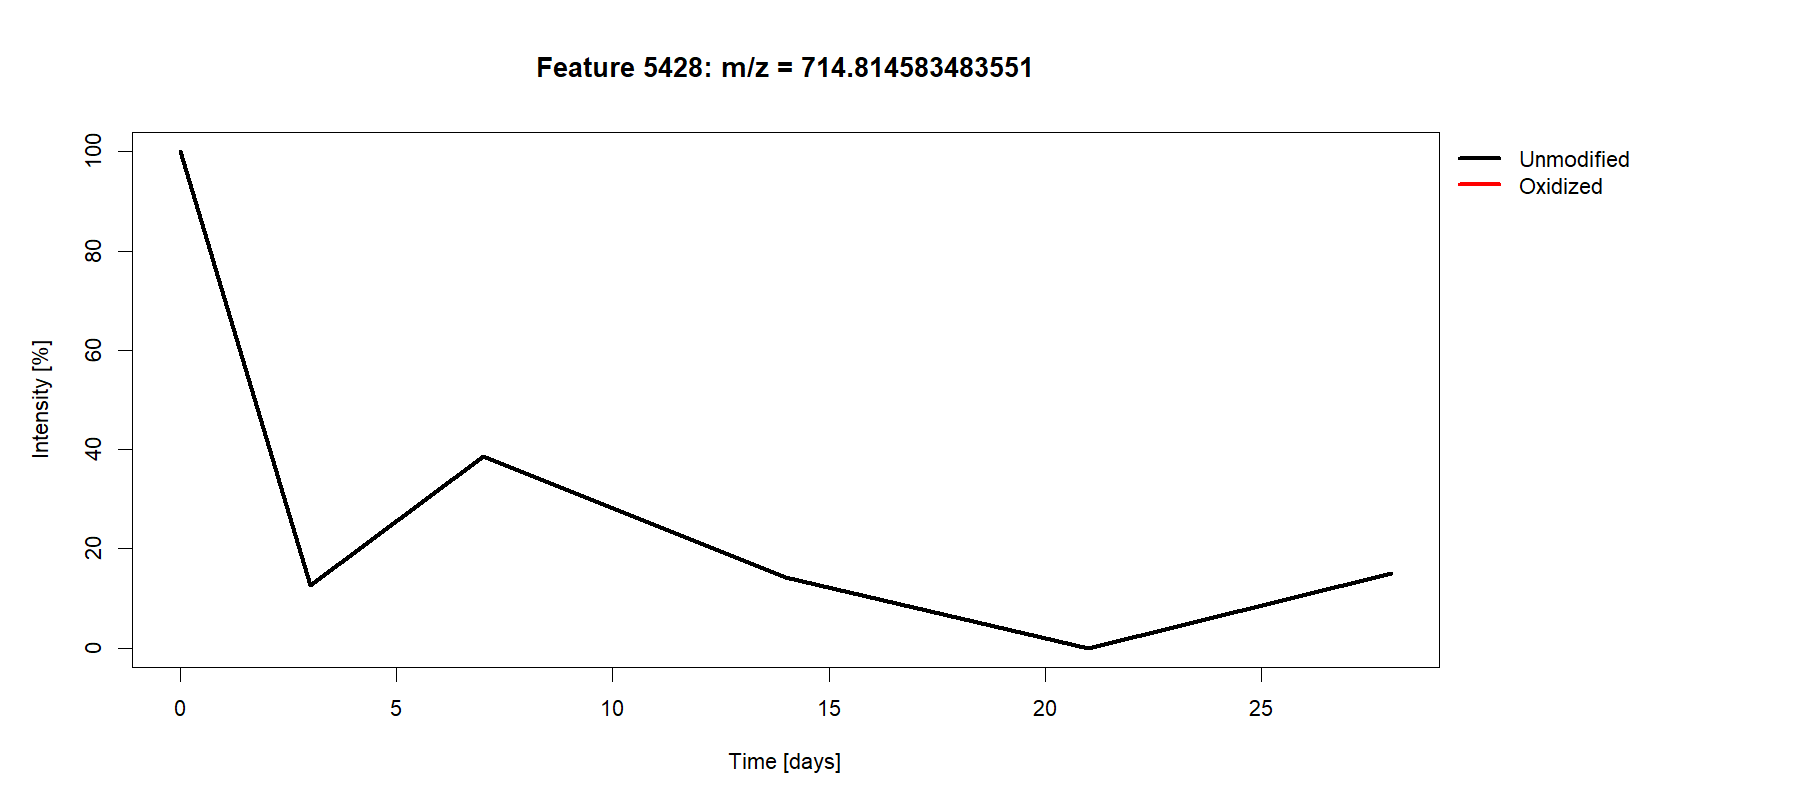 Feature 5428: m/z = 714.814583483551
Unmodified
Oxidized
Intensity [%]
100
80
60
40
20
0
0 5 10 15 20 25
Time [days]